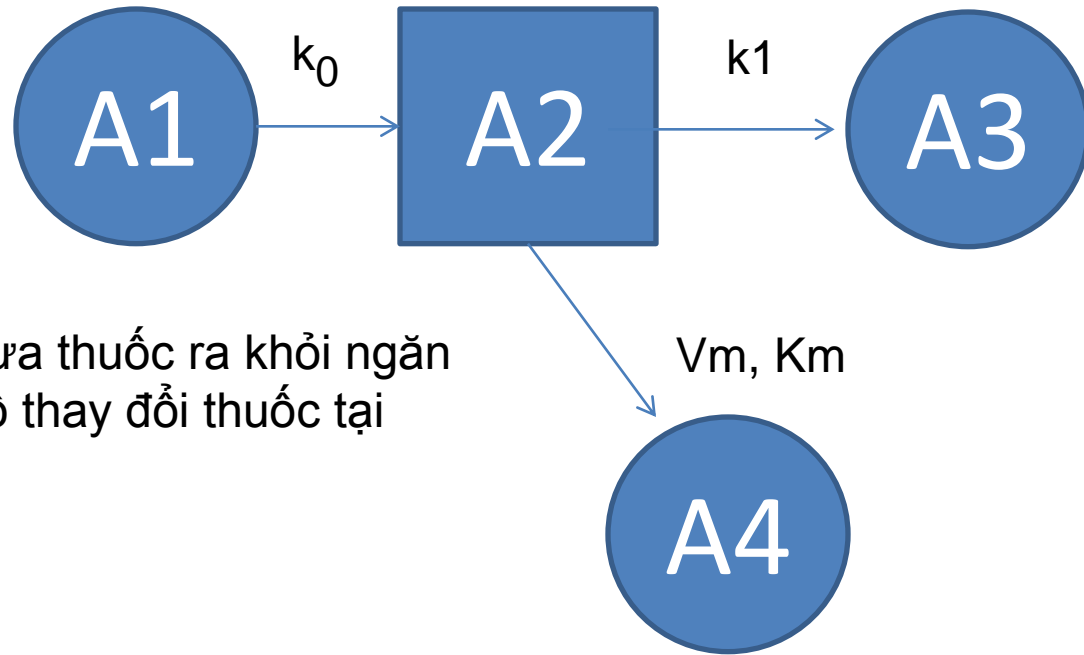 A1
k₀
A2
k1
A3
thuốc ra khỏi ngăn
thay đổi thuốc tại
Vm, Km
A4